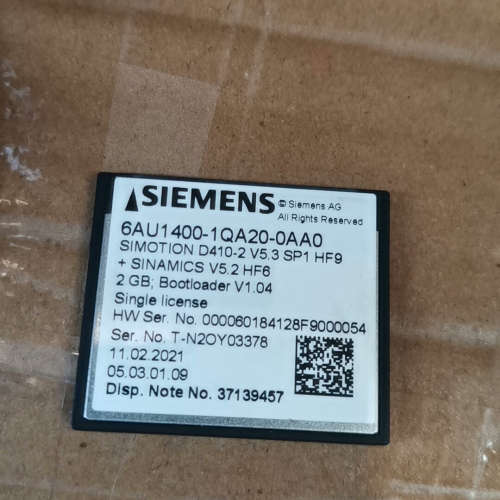 SIEMENS
© Siemens AG
All Rights Reserved
6AU1400-1QA20-0AA0
SIMOTION D410-2 V5.3 SP1 HF9
+ SINAMICS V5.2 HF6
2 GB; Bootloader V1.04
Single license
HW Ser. No. 000060184128F9000054
Ser. No. T-N2OY03378
11.02.2021
05.03.01.09
Disp. Note No. 37139457